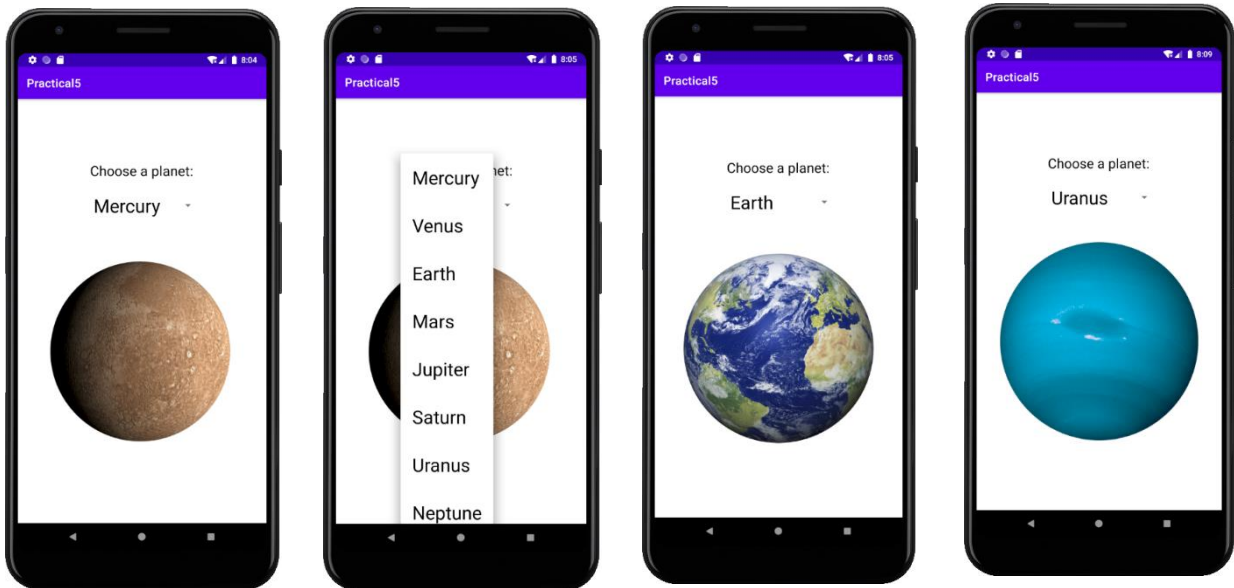 8:04
Practical5
Choose a planet:
Mercury
8:05
Practical5
net:
Mercury
Venus
Earth
Mars
Jupiter
Saturn
Uranus
Neptune
8:05
Practical5
Choose a planet:
Earth
8:09
Practical5
Choose a planet:
Uranus